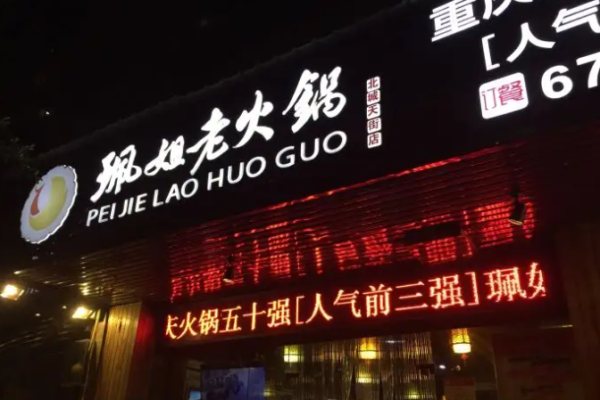 珮姐老火鍋
PEI JIE LAO HUO GUO
北城天街店
重庆
[人气
订餐 67
庆火锅五十强[人气前三强]珮姐